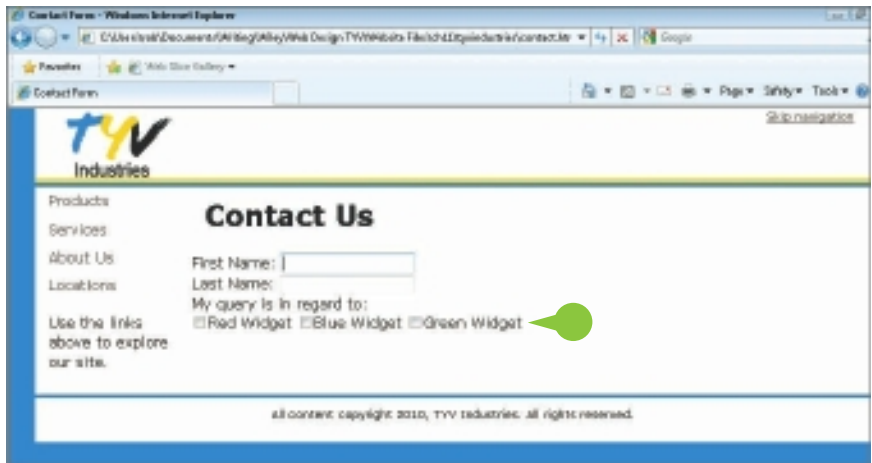 Contact Form - Windows Internet Explorer
Google
Favorites Web Slice Gallery
Contact Form
Page Safety Tools
Skip navigation
TYV
Industries
Products
Services
About Us
Locations
Use the links
above to explore
our site.
Contact Us
First Name:
Last Name:
My query is in regard to:
Red Widget Blue Widget Green Widget
All content copyright 2010, TYV Industries. All rights reserved.